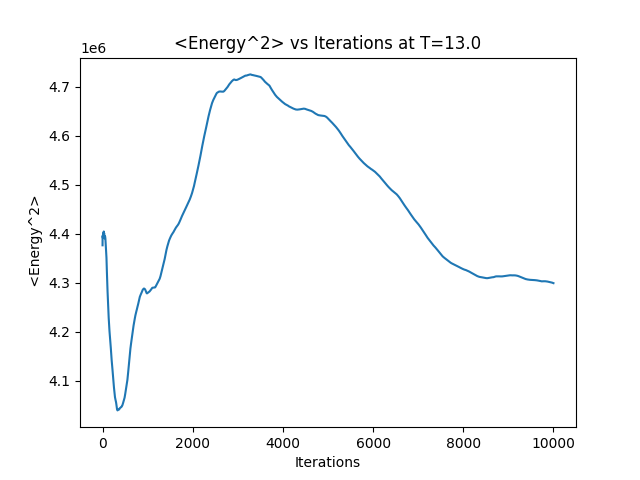 <Energy^2> vs Iterations at T=13.0
1e6
4.7
4.6
4.5
4.4
4.3
4.2
4.1
<Energy^2>
0 2000 4000 6000 8000 10000
Iterations